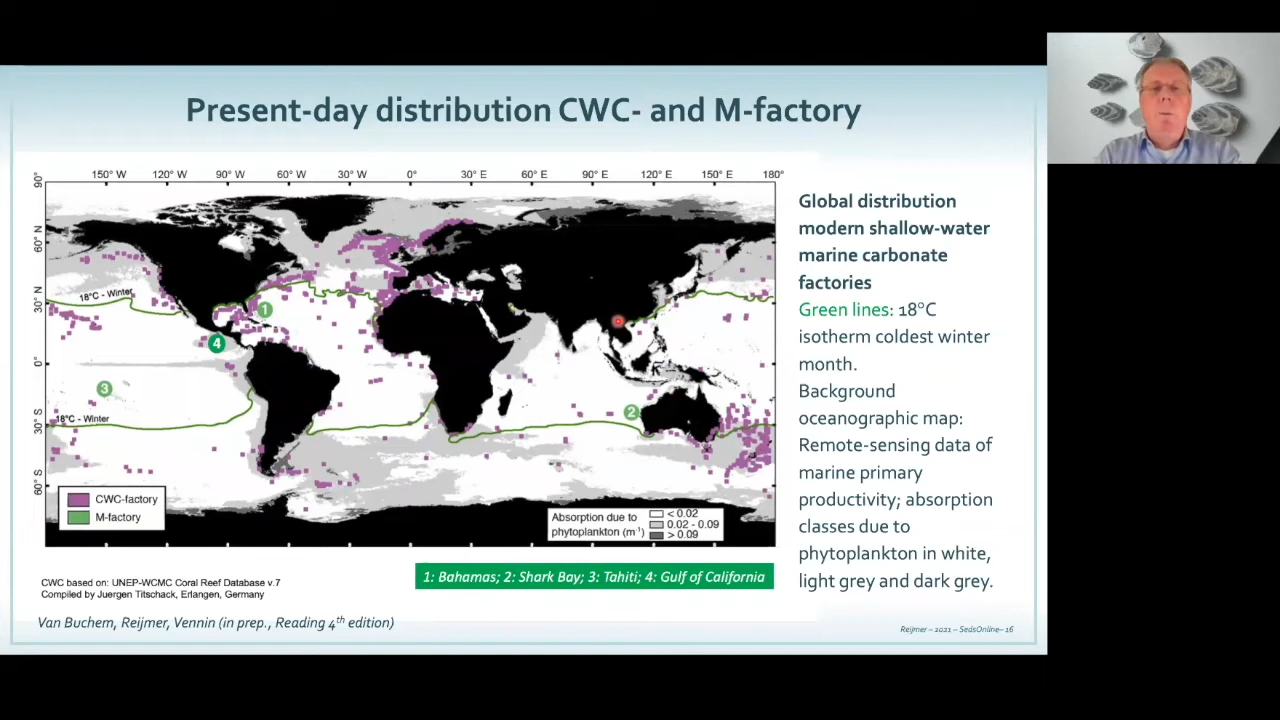 Present-day distribution CWC- and M-factory
150° W 120° W 90° W 60° W 30° W 0° 30° E 60° E 90° E 120° E 150° E 180°
90°
60° N
30° N
0°
30° S
60° S
18°C - Winter
18°C - Winter
1
4
3
2
CWC-factory
M-factory
Absorption due to
phytoplankton (m-1)
< 0.02
0.02 - 0.09
> 0.09
1: Bahamas; 2: Shark Bay; 3: Tahiti; 4: Gulf of California
CWC based on: UNEP-WCMC Coral Reef Database v.7
Compiled by Juergen Titschack, Erlangen, Germany
Van Buchem, Reijmer, Vennin (in prep., Reading 4th edition)
Global distribution
modern shallow-water
marine carbonate
factories
Green lines: 18°C
isotherm coldest winter
month.
Background
oceanographic map:
Remote-sensing data of
marine primary
productivity; absorption
classes due to
phytoplankton in white,
light grey and dark grey.
Reijmer – 2021 – SedsOnline– 16